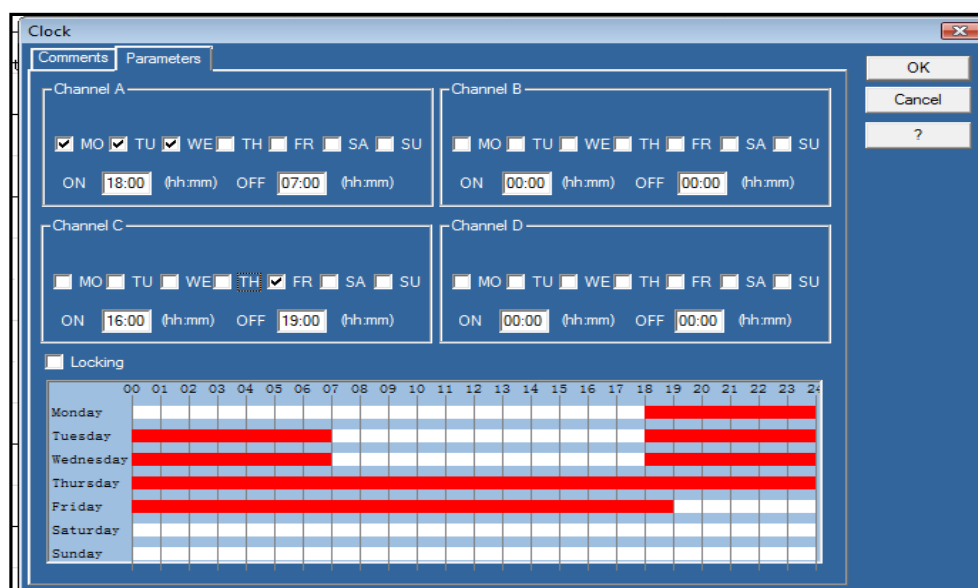 Clock
Comments Parameters
OK
Cancel
?
Channel A
MO TU WE TH FR SA SU
ON 18:00 (hh:mm) OFF 07:00 (hh:mm)
Channel B
MO TU WE TH FR SA SU
ON 00:00 (hh:mm) OFF 00:00 (hh:mm)
Channel C
MO TU WE TH FR SA SU
ON 16:00 (hh:mm) OFF 19:00 (hh:mm)
Channel D
MO TU WE TH FR SA SU
ON 00:00 (hh:mm) OFF 00:00 (hh:mm)
Locking
00 01 02 03 04 05 06 07 08 09 10 11 12 13 14 15 16 17 18 19 20 21 22 23 24
Monday
Tuesday
Wednesday
Thursday
Friday
Saturday
Sunday